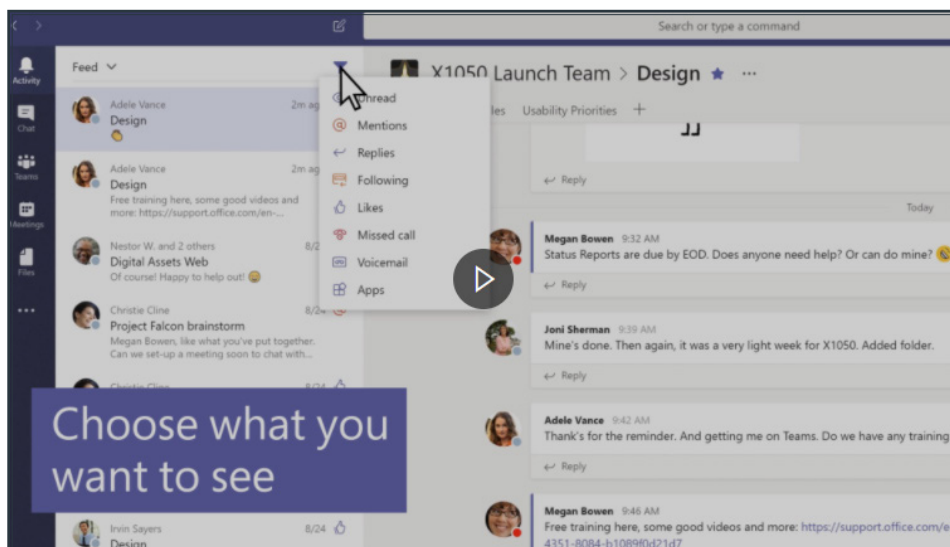 Search or type a command
Activity
Chat
Teams
Meetings
Files
Feed
Adele Vance 2m ag
Design
Adele Vance 2m ag
Design
Free training here, some good videos and
more: https://support.office.com/en-...
Nestor W. and 2 others 8/2
Digital Assets Web
Of course! Happy to help out!
Christie Cline 8/24
Project Falcon brainstorm
Megan Bowen, like what you've put together.
Can we set-up a meeting soon to chat with...
Christie Cline 8/24
Choose what you
want to see
Irvin Sayers 8/24
Design
Unread
Mentions
Replies
Following
Likes
Missed call
Voicemail
Apps
X1050 Launch Team > Design ...
les Usability Priorities +
Reply
Today
Megan Bowen 9:32 AM
Status Reports are due by EOD. Does anyone need help? Or can do mine?
Reply
Joni Sherman 9:39 AM
Mine's done. Then again, it was a very light week for X1050. Added folder.
Reply
Adele Vance 9:42 AM
Thank's for the reminder. And getting me on Teams. Do we have any training
Reply
Megan Bowen 9:46 AM
Free training here, some good videos and more: https://support.office.com/e
4351-8084-b1089f0d21d7